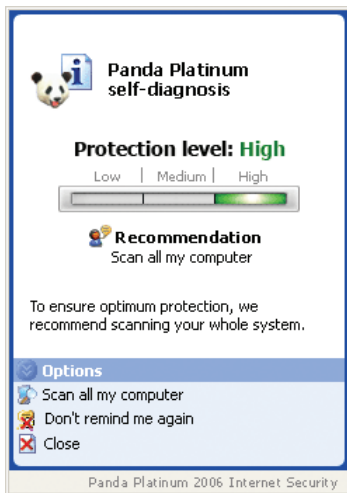 Panda Platinum
self-diagnosis
Protection level: High
Low | Medium | High
Recommendation
Scan all my computer
To ensure optimum protection, we
recommend scanning your whole system.
Options
Scan all my computer
Don't remind me again
Close
Panda Platinum 2006 Internet Security